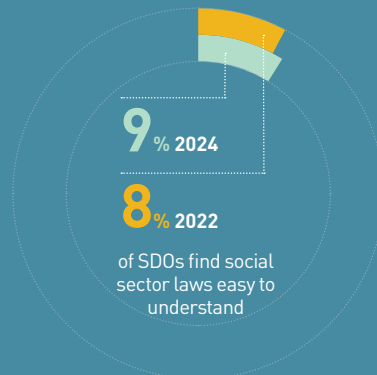 9% 2024
8% 2022
of SDOs find social
sector laws easy to
understand